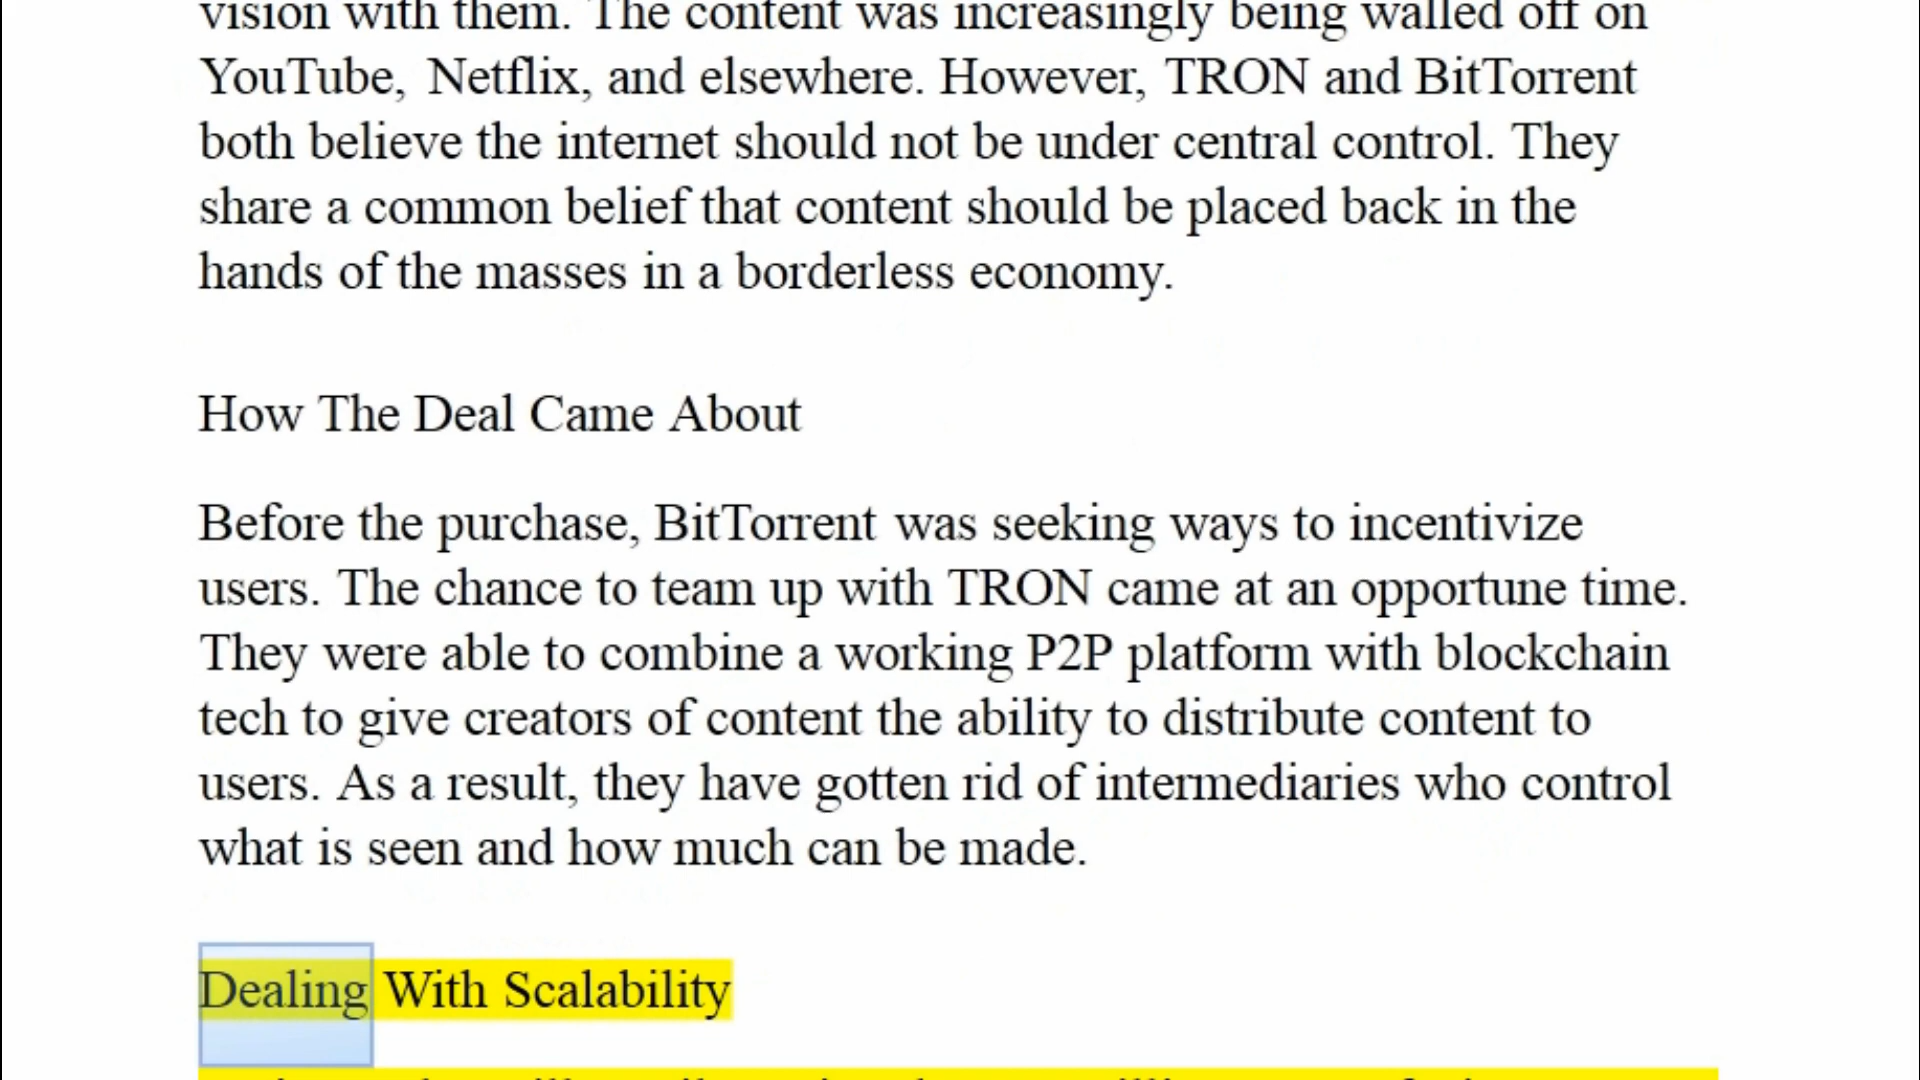 vision with them. The content was increasingly being walled off on
YouTube, Netflix, and elsewhere. However, TRON and BitTorrent
both believe the internet should not be under central control. They
share a common belief that content should be placed back in the
hands of the masses in a borderless economy.
How The Deal Came About
Before the purchase, BitTorrent was seeking ways to incentivize
users. The chance to team up with TRON came at an opportune time.
They were able to combine a working P2P platform with blockchain
tech to give creators of content the ability to distribute content to
users. As a result, they have gotten rid of intermediaries who control
what is seen and how much can be made.
Dealing With Scalability